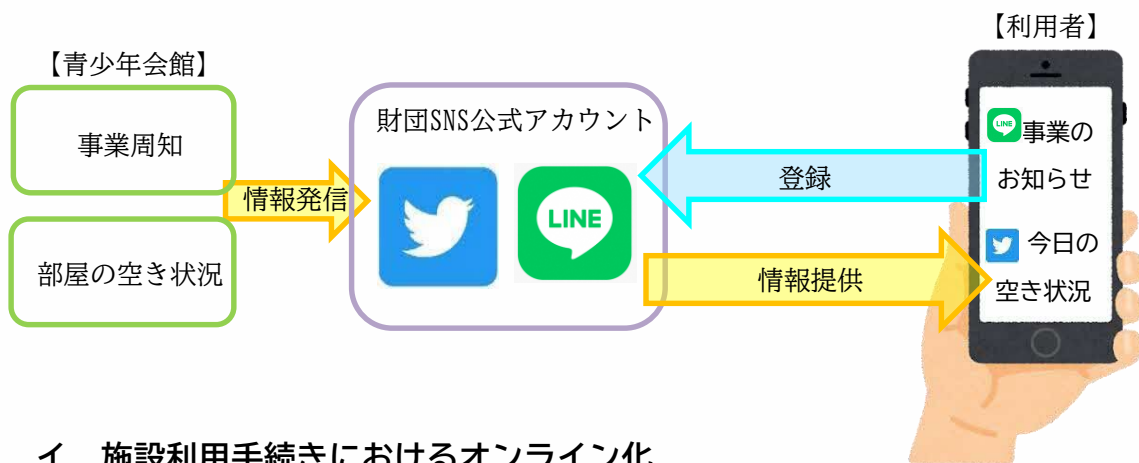 【青少年会館】
事業周知
部屋の空き状況
情報発信
財団SNS公式アカウント
LINE
登録
情報提供
【利用者】
LINE
事業の
お知らせ
今日の
空き状況
イ　施設利用手続きにおけるオンライン化